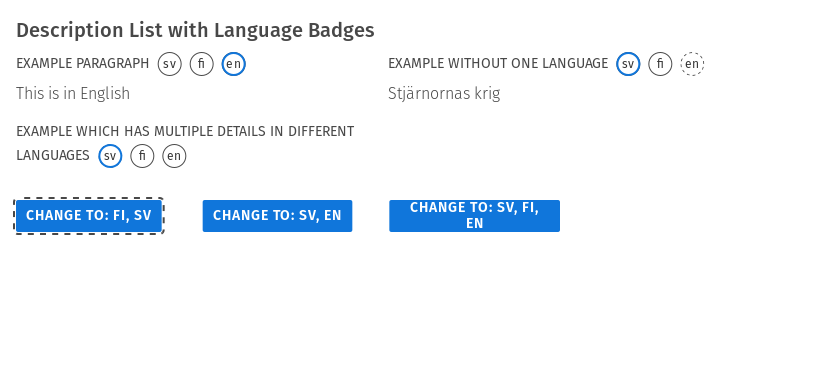 Description List with Language Badges
EXAMPLE PARAGRAPH sv fi en
This is in English
EXAMPLE WITHOUT ONE LANGUAGE sv fi en
Stjärnornas krig
EXAMPLE WHICH HAS MULTIPLE DETAILS IN DIFFERENT
LANGUAGES sv fi en
CHANGE TO: FI, SV
CHANGE TO: SV, EN
CHANGE TO: SV, FI,
EN